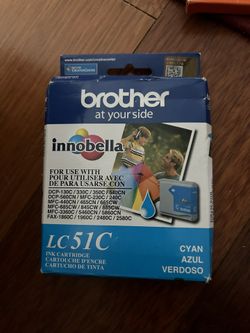 brother
at your side
innobella
FOR USE WITH
POUR UTILISER AVEC
DE PARA USARSE CON:
DCP-130C / 330C / 350C / 540CN
DCP-560CN / MFC-230C / 240C
MFC-440CN / 465CN / 665CW
MFC-685CW / 845CW / 885CW
MFC-3360C / 5460CN / 5860CN
FAX-1860C / 1960C / 2480C / 2580C
LC51C
INK CARTRIDGE
CARTOUCHE D'ENCRE
CARTUCHO DE TINTA
CYAN
AZUL
VERDOSO